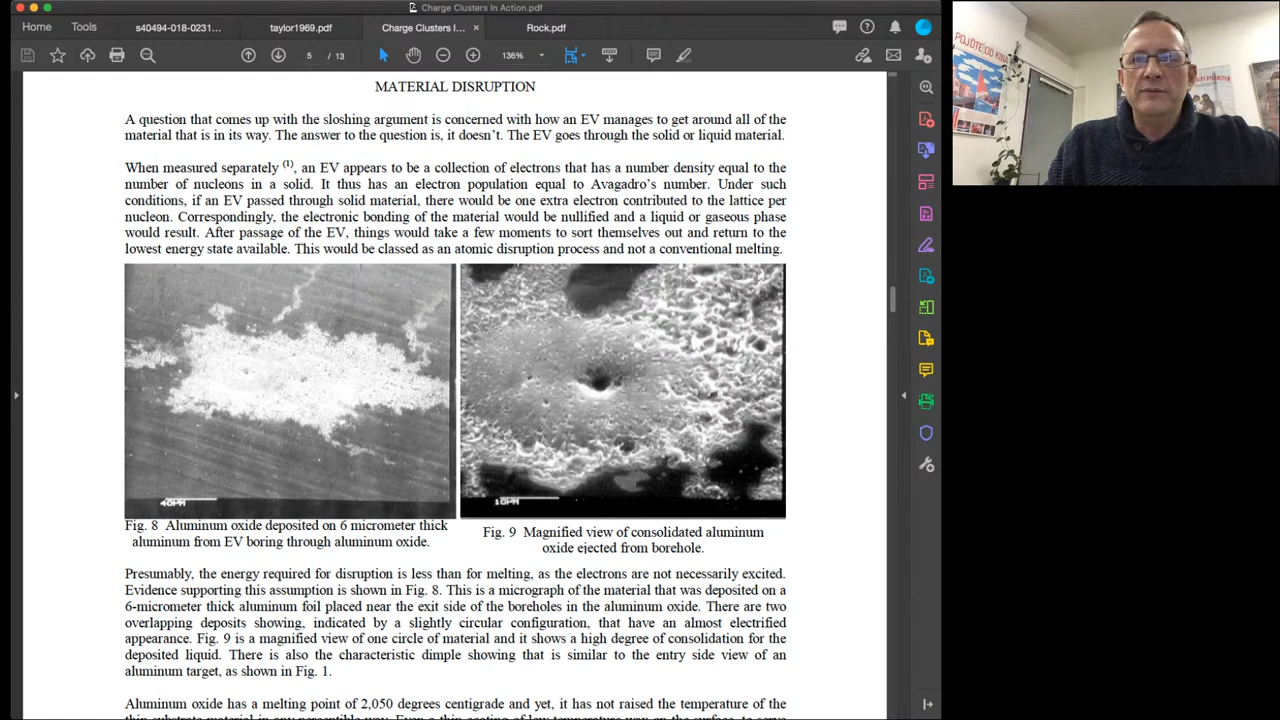 Charge Clusters In Action.pdf
Home
Tools
s40494-018-0231...
taylor1969.pdf
Charge Clusters I...
Rock.pdf
5 / 13
136%
MATERIAL DISRUPTION
A question that comes up with the sloshing argument is concerned with how an EV manages to get around all of the
material that is in its way. The answer to the question is, it doesn't. The EV goes through the solid or liquid material.
When measured separately (1), an EV appears to be a collection of electrons that has a number density equal to the
number of nucleons in a solid. It thus has an electron population equal to Avagadro's number. Under such
conditions, if an EV passed through solid material, there would be one extra electron contributed to the lattice per
nucleon. Correspondingly, the electronic bonding of the material would be nullified and a liquid or gaseous phase
would result. After passage of the EV, things would take a few moments to sort themselves out and return to the
lowest energy state available. This would be classed as an atomic disruption process and not a conventional melting.
40PM
10PM
Fig. 8 Aluminum oxide deposited on 6 micrometer thick
aluminum from EV boring through aluminum oxide.
Fig. 9 Magnified view of consolidated aluminum
oxide ejected from borehole.
Presumably, the energy required for disruption is less than for melting, as the electrons are not necessarily excited.
Evidence supporting this assumption is shown in Fig. 8. This is a micrograph of the material that was deposited on a
6-micrometer thick aluminum foil placed near the exit side of the boreholes in the aluminum oxide. There are two
overlapping deposits showing, indicated by a slightly circular configuration, that have an almost electrified
appearance. Fig. 9 is a magnified view of one circle of material and it shows a high degree of consolidation for the
deposited liquid. There is also the characteristic dimple showing that is similar to the entry side view of an
aluminum target, as shown in Fig. 1.
Aluminum oxide has a melting point of 2,050 degrees centigrade and yet, it has not raised the temperature of the
POJĎTE DO KINA